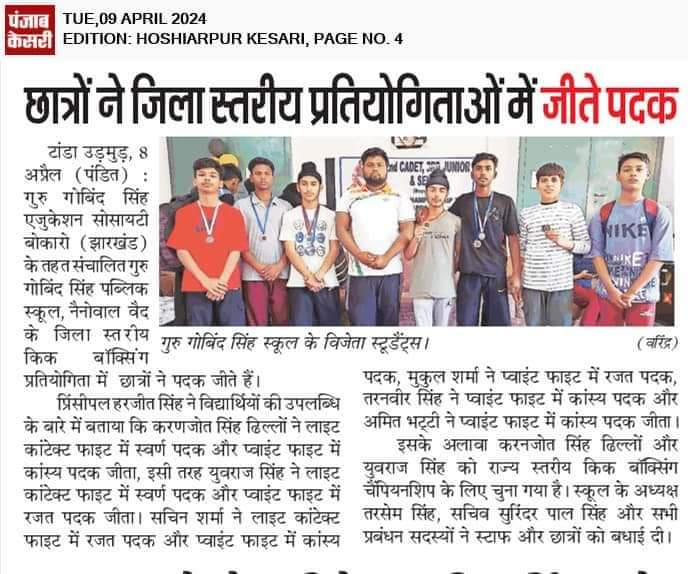 पंजाब
केसरी
TUE,09 APRIL 2024
EDITION: HOSHIARPUR KESARI, PAGE NO. 4
छात्रों ने जिला स्तरीय प्रतियोगिताओं में जीते पदक
टांडा उड़मुड़, 8
अप्रैल (पंडित) :
गुरु गोबिंद सिंह
एजुकेशन सोसायटी
बोकारो (झारखंड)
के तहत संचालित गुरु
गोबिंद सिंह पब्लिक
स्कूल, नैनोवाल वैद
के जिला स्तरीय
किक बॉक्सिंग
प्रतियोगिता में छात्रों ने पदक जीते हैं।
nd CADET, 3RD JUNIOR
& SE
NIKE
गुरु गोबिंद सिंह स्कूल के विजेता स्टूडैंट्स। (वरिंद्र)
प्रिंसीपल हरजीत सिंह ने विद्यार्थियों की उपलब्धि
के बारे में बताया कि करणजोत सिंह ढिल्लों ने लाइट
कांटेक्ट फाइट में स्वर्ण पदक और प्वाइंट फाइट में
कांस्य पदक जीता, इसी तरह युवराज सिंह ने लाइट
कांटेक्ट फाइट में स्वर्ण पदक और प्वाइंट फाइट में
रजत पदक जीता। सचिन शर्मा ने लाइट कांटेक्ट
फाइट में रजत पदक और प्वाइंट फाइट में कांस्य
पदक, मुकुल शर्मा ने प्वाइंट फाइट में रजत पदक,
तरनवीर सिंह ने प्वाइंट फाइट में कांस्य पदक और
अमित भट्टी ने प्वाइंट फाइट में कांस्य पदक जीता।
इसके अलावा करनजोत सिंह ढिल्लों और
युवराज सिंह को राज्य स्तरीय किक बॉक्सिंग
चैंपियनशिप के लिए चुना गया है। स्कूल के अध्यक्ष
तरसेम सिंह, सचिव सुरिंदर पाल सिंह और सभी
प्रबंधन सदस्यों ने स्टाफ और छात्रों को बधाई दी।